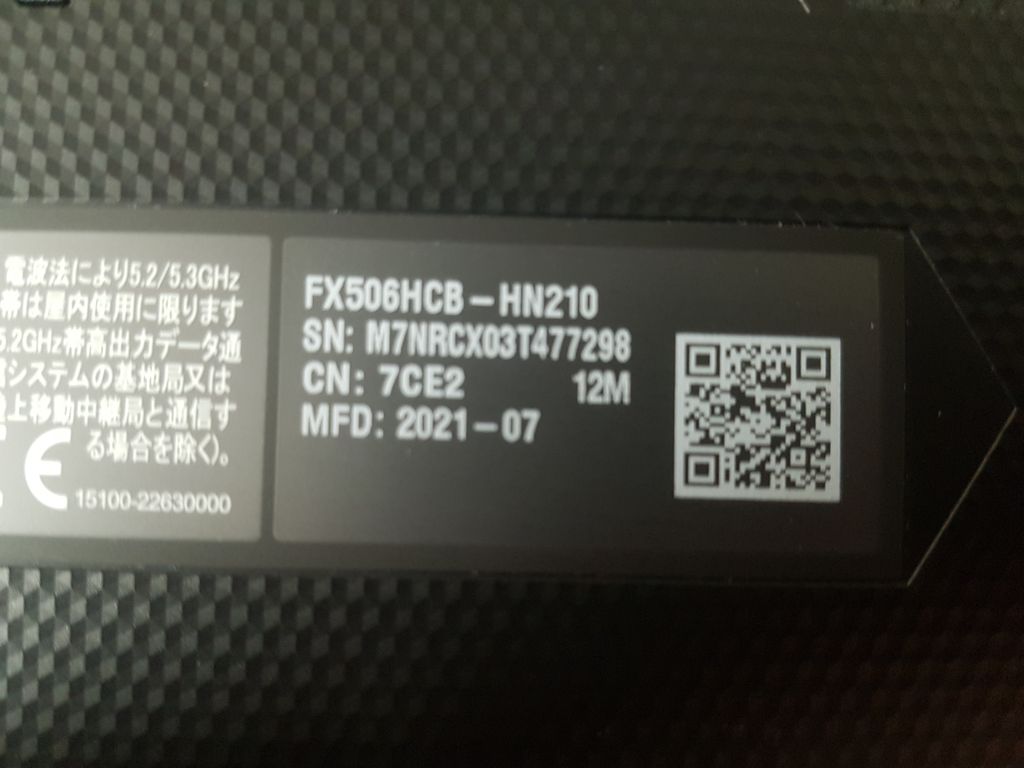 電波法により5.2/5.3GHz
帯は屋内使用に限ります
5.2GHz帯高出力データ通
システムの基地局又は
上移動中継局と通信す
る場合を除く)。
CE
15100-22630000
FX506HCB-HN210
SN: M7NRCX03T477298
CN: 7CE2 12M
MFD: 2021-07